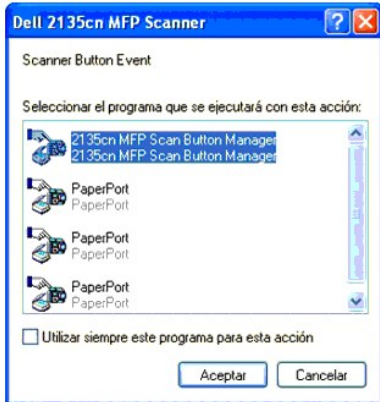 Dell 2135cn MFP Scanner
Scanner Button Event
Seleccionar el programa que se ejecutará con esta acción:
2135cn MFP Scan Button Manager
2135cn MFP Scan Button Manager
PaperPort
PaperPort
PaperPort
PaperPort
PaperPort
PaperPort
Utilizar siempre este programa para esta acción
Aceptar
Cancelar